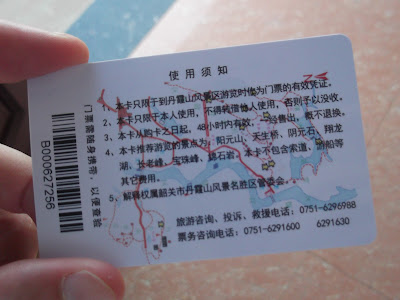 使用须知
1、本卡只限于到丹霞山风景区游览时作为门票的有效凭证。
2、本卡只限于本人使用，不得转借他人使用，否则予以没收。
3、本卡从购卡之日起，48小时内有效，一经售出，概不退换。
4、本卡推荐游览的景点为：阳元山、天生桥、阴元石、翔龙
湖、长老峰、宝珠峰、锦石岩。本卡不包含索道、游船等
其它费用。
5、解释权属韶关市丹霞山风景名胜区管委会。
旅游咨询、投诉、救援电话：0751-6296988
票务咨询电话：0751-6291600 6291630
门票需随身携带，以便查验
B000627256